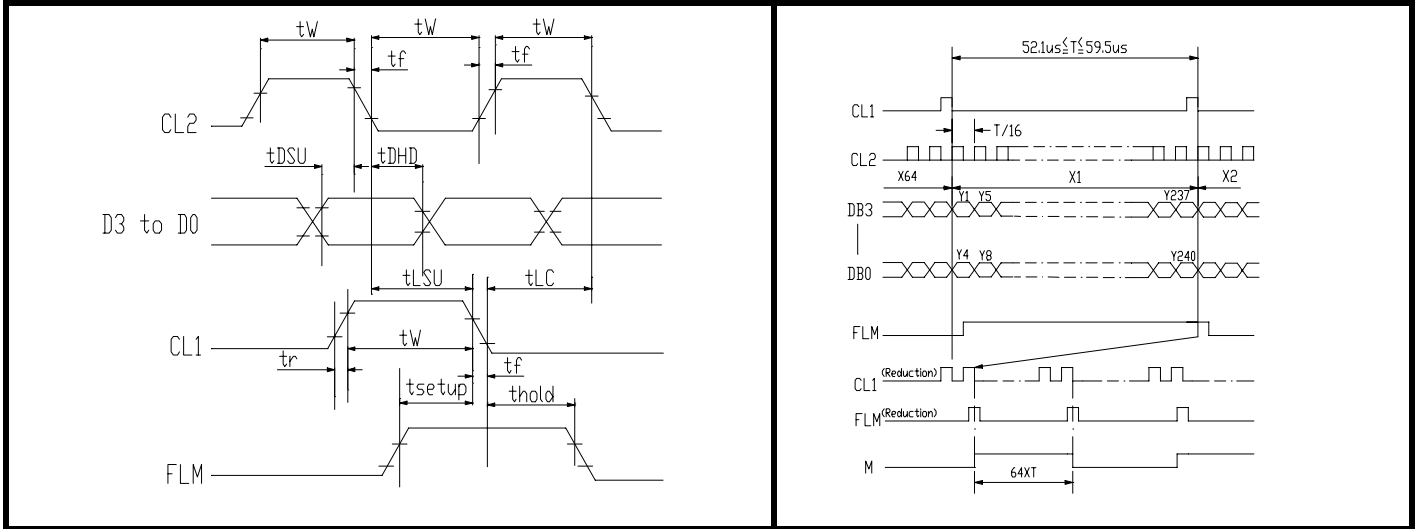 tW tW tW
tf tf
CL2
tDSU tDHD
D3 to D0
tLSU tLC
CL1
tW
tr tf
tsetup thold
FLM
52.1us≦T≦59.5us
CL1
T/16
CL2
X64 X1 X2
Y1 Y5 Y237
DB3
Y4 Y8 Y240
DB0
FLM
CL1 (Reduction)
FLM (Reduction)
M
64XT